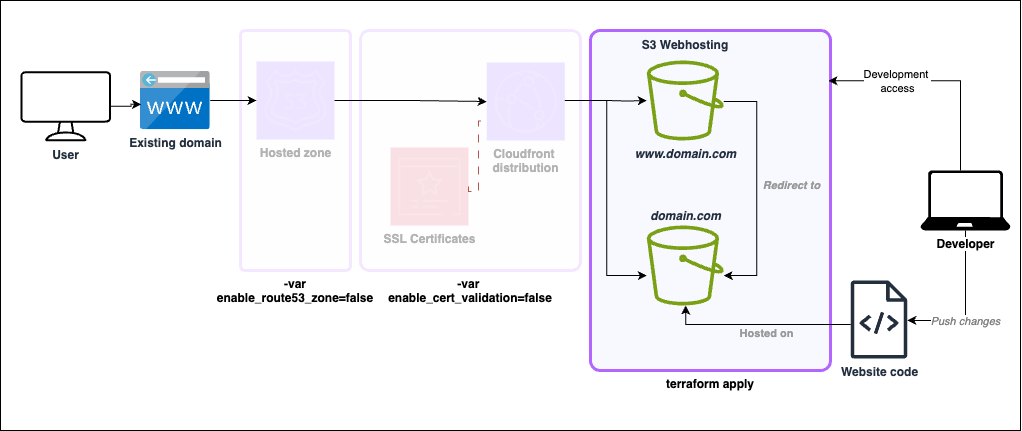 S3 Webhosting
Development
access
WWW
User
Existing domain
Hosted zone
Cloudfront
distribution
www.domain.com
Redirect to
domain.com
SSL Certificates
Developer
-var
enable_route53_zone=false
-var
enable_cert_validation=false
Push changes
Hosted on
</>
Website code
terraform apply